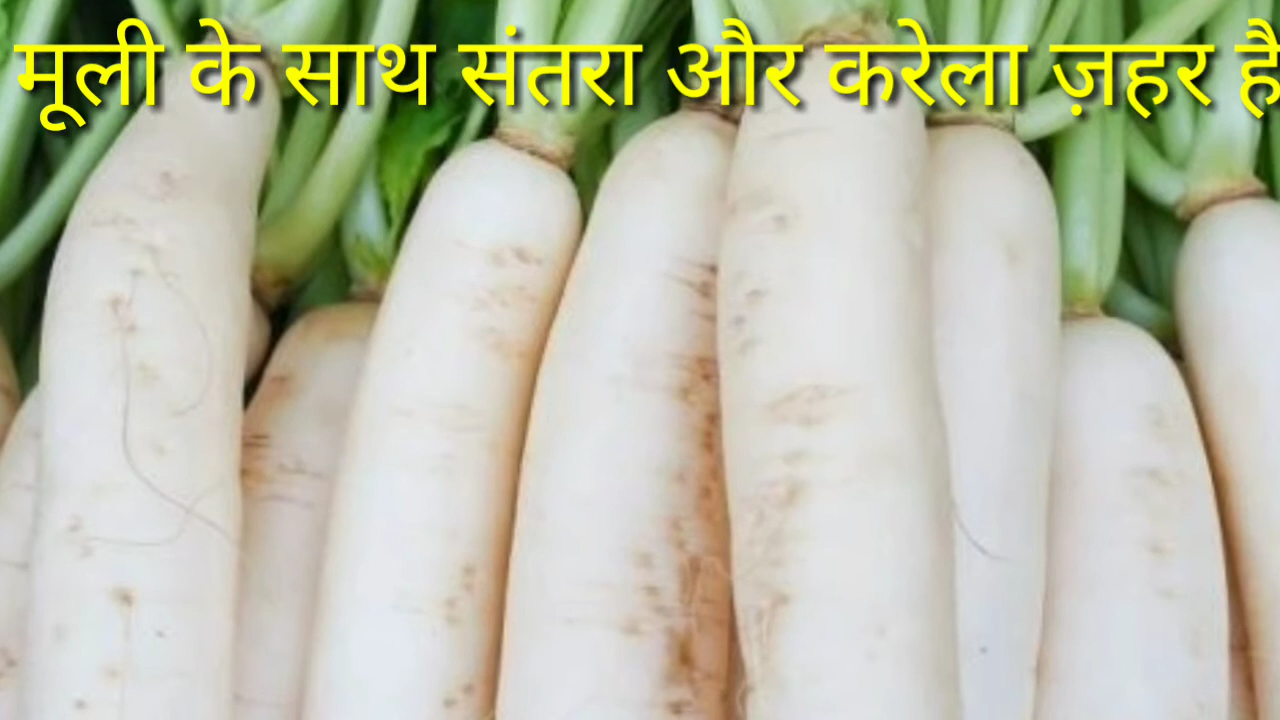 मूली के साथ संतरा और करेला ज़हर है